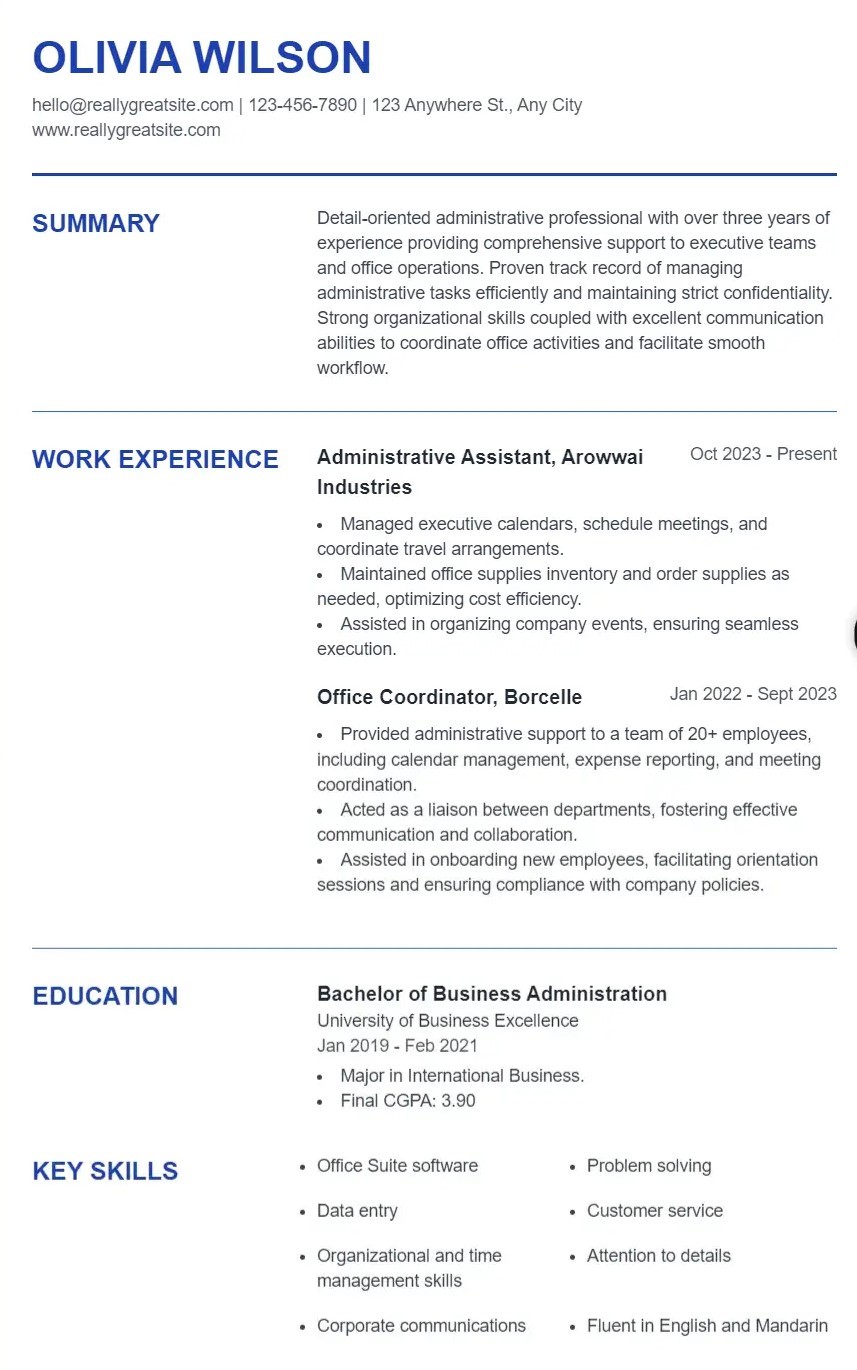 OLIVIA WILSON
hello@reallygreatsite.com | 123-456-7890 | 123 Anywhere St., Any City
www.reallygreatsite.com
SUMMARY
Detail-oriented administrative professional with over three years of
experience providing comprehensive support to executive teams
and office operations. Proven track record of managing
administrative tasks efficiently and maintaining strict confidentiality.
Strong organizational skills coupled with excellent communication
abilities to coordinate office activities and facilitate smooth
workflow.
WORK EXPERIENCE
Administrative Assistant, Arowwai
Industries
Oct 2023 - Present
• Managed executive calendars, schedule meetings, and
coordinate travel arrangements.
• Maintained office supplies inventory and order supplies as
needed, optimizing cost efficiency.
• Assisted in organizing company events, ensuring seamless
execution.
Office Coordinator, Borcelle
Jan 2022 - Sept 2023
• Provided administrative support to a team of 20+ employees,
including calendar management, expense reporting, and meeting
coordination.
• Acted as a liaison between departments, fostering effective
communication and collaboration.
• Assisted in onboarding new employees, facilitating orientation
sessions and ensuring compliance with company policies.
EDUCATION
Bachelor of Business Administration
University of Business Excellence
Jan 2019 - Feb 2021
• Major in International Business.
• Final CGPA: 3.90
KEY SKILLS
• Office Suite software
• Problem solving
• Data entry
• Customer service
• Organizational and time
management skills
• Attention to details
• Corporate communications
• Fluent in English and Mandarin